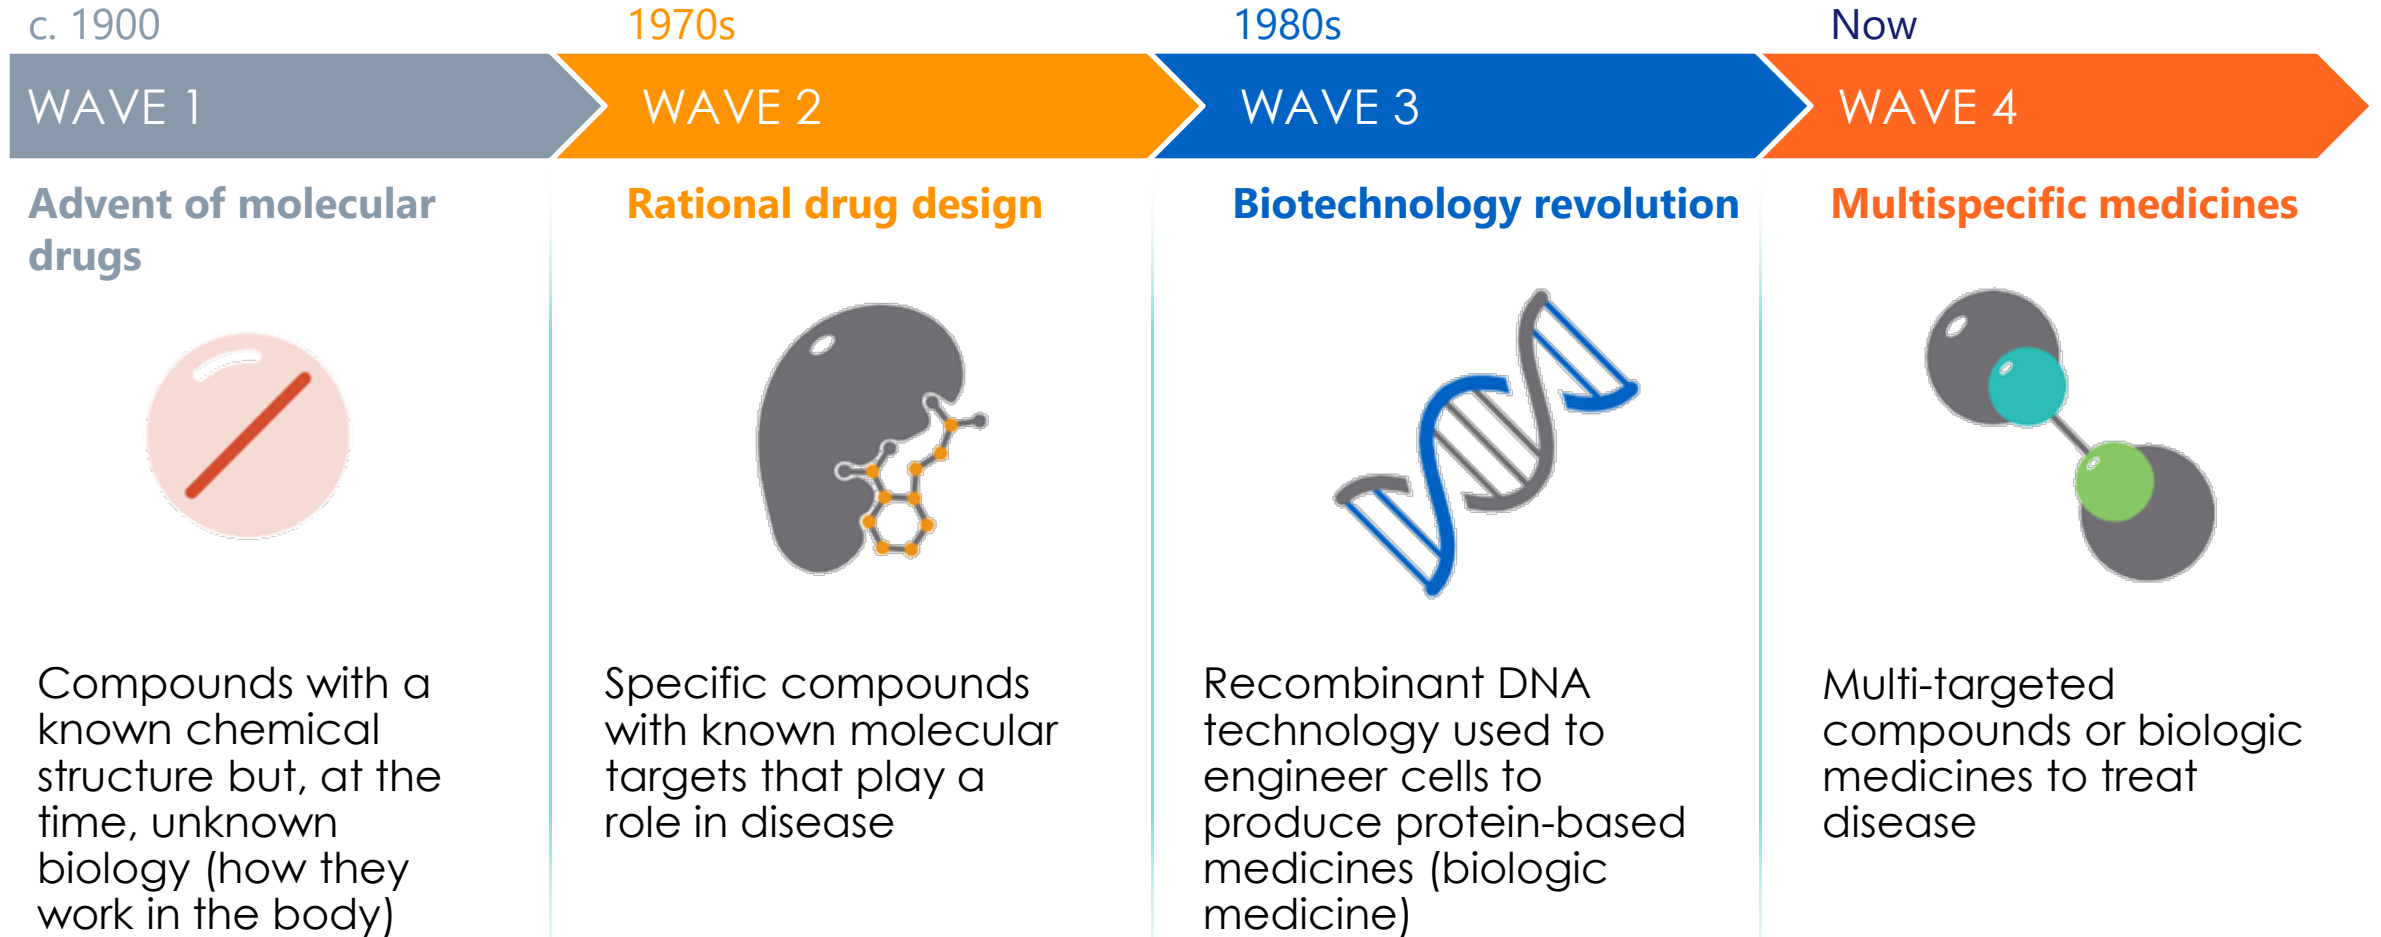 c. 1900
WAVE 1
Advent of molecular
drugs
Compounds with a
known chemical
structure but, at the
time, unknown
biology (how they
work in the body)
1970s
WAVE 2
Rational drug design
Specific compounds
with known molecular
targets that play a
role in disease
1980s
WAVE 3
Biotechnology revolution
Recombinant DNA
technology used to
engineer cells to
produce protein-based
medicines (biologic
medicine)
Now
WAVE 4
Multispecific medicines
Multi-targeted
compounds or biologic
medicines to treat
disease